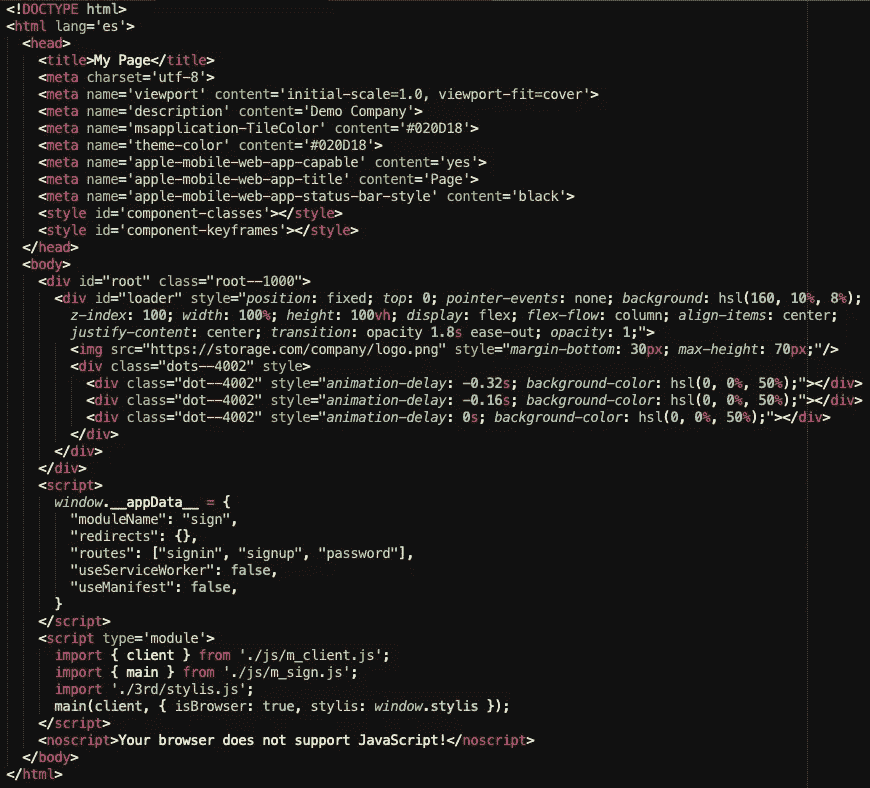 <!DOCTYPE html>
<html lang='es'>
<head>
<title>My Page</title>
<meta charset='utf-8'>
<meta name='viewport' content='initial-scale=1.0, viewport-fit=cover'>
<meta name='description' content='Demo Company'>
<meta name='msapplication-TileColor' content='#020D18'>
<meta name='theme-color' content='#020D18'>
<meta name='apple-mobile-web-app-capable' content='yes'>
<meta name='apple-mobile-web-app-title' content='Page'>
<meta name='apple-mobile-web-app-status-bar-style' content='black'>
<style id='component-classes'></style>
<style id='component-keyframes'></style>
</head>
<body>
<div id="root" class="root--1000">
<div id="loader" style="position: fixed; top: 0; pointer-events: none; background: hsl(160, 10%, 8%);
z-index: 100; width: 100%; height: 100vh; display: flex; flex-flow: column; align-items: center;
justify-content: center; transition: opacity 1.8s ease-out; opacity: 1;">
<img src="https://storage.com/company/logo.png" style="margin-bottom: 30px; max-height: 70px;"/>
<div class="dots--4002" style>
<div class="dot--4002" style="animation-delay: -0.32s; background-color: hsl(0, 0%, 50%);"></div>
<div class="dot--4002" style="animation-delay: -0.16s; background-color: hsl(0, 0%, 50%);"></div>
<div class="dot--4002" style="animation-delay: 0s; background-color: hsl(0, 0%, 50%);"></div>
</div>
</div>
</div>
<script>
window.__appData__ = {
"moduleName": "sign",
"redirects": {},
"routes": ["signin", "signup", "password"],
"useServiceWorker": false,
"useManifest": false,
}
</script>
<script type='module'>
import { client } from './js/m_client.js';
import { main } from './js/m_sign.js';
import './3rd/stylis.js';
main(client, { isBrowser: true, stylis: window.stylis });
</script>
<noscript>Your browser does not support JavaScript!</noscript>
</body>
</html>